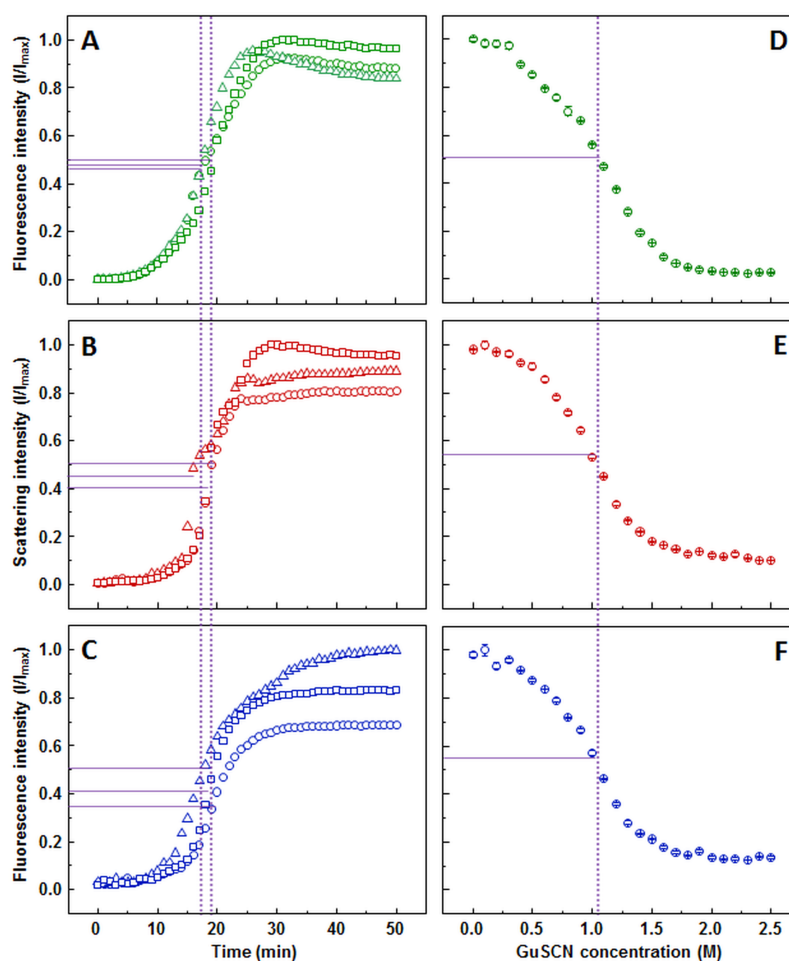 A
Fluorescence intensity (I/Imax)
1.0
0.8
0.6
0.4
0.2
0.0
D
B
Scattering intensity (I/Imax)
1.0
0.8
0.6
0.4
0.2
0.0
E
C
Fluorescence intensity (I/Imax)
1.0
0.8
0.6
0.4
0.2
0.0
F
0 10 20 30 40 50
Time (min)
0.0 0.5 1.0 1.5 2.0 2.5
GuSCN concentration (M)